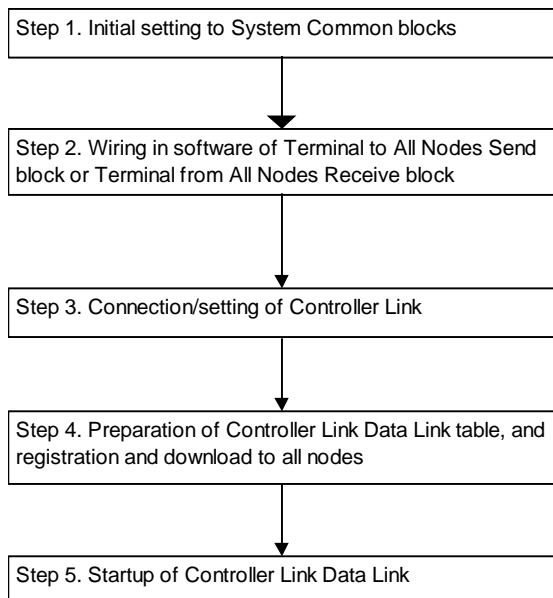 Step 1. Initial setting to System Common blocks
Step 2. Wiring in software of Terminal to All Nodes Send
block or Terminal from All Nodes Receive block
Step 3. Connection/setting of Controller Link
Step 4. Preparation of Controller Link Data Link table, and
registration and download to all nodes
Step 5. Startup of Controller Link Data Link